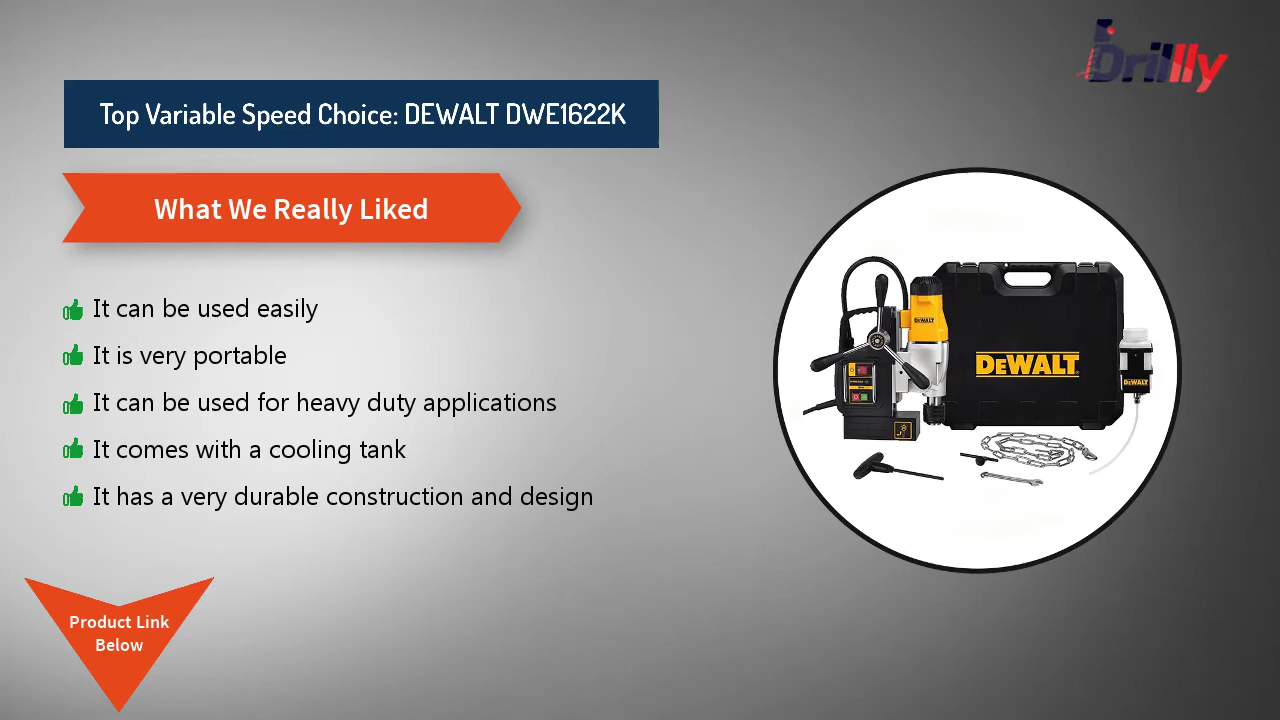 Drillly
Top Variable Speed Choice: DEWALT DWE1622K
What We Really Liked
It can be used easily
It is very portable
It can be used for heavy duty applications
It comes with a cooling tank
It has a very durable construction and design
DEWALT
DEWALT
DEWALT
Product Link
Below